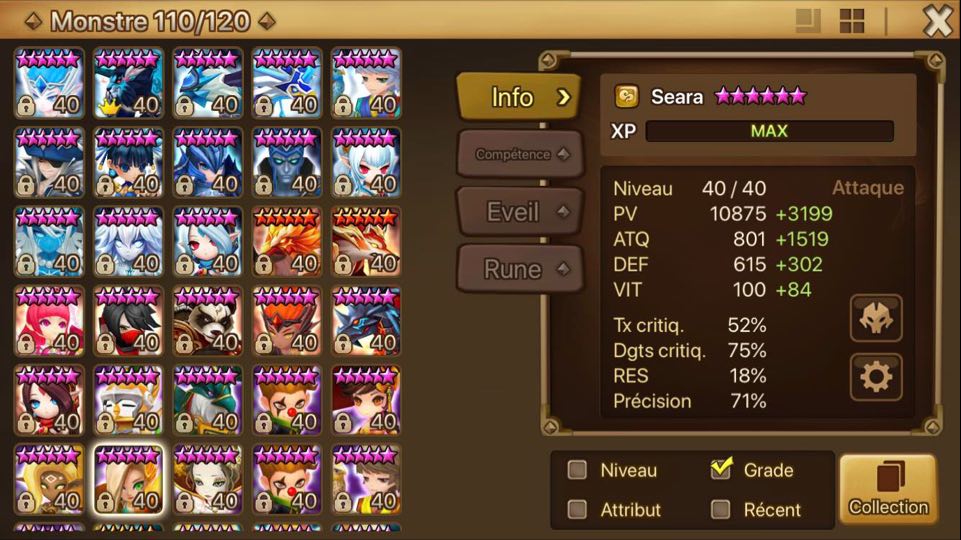 Monstre 110/120
40 40 40 40 40
40 40 40 40 40
40 40 40 40 40
40 40 40 40 40
40 40 40 40 40
40 40 40 40 40
Info
Compétence
Eveil
Rune
Seara
XP MAX
Niveau 40 / 40 Attaque
PV 10875 +3199
ATQ 801 +1519
DEF 615 +302
VIT 100 +84
Tx critiq. 52%
Dgts critiq. 75%
RES 18%
Précision 71%
Niveau Grade
Attribut Récent
Collection